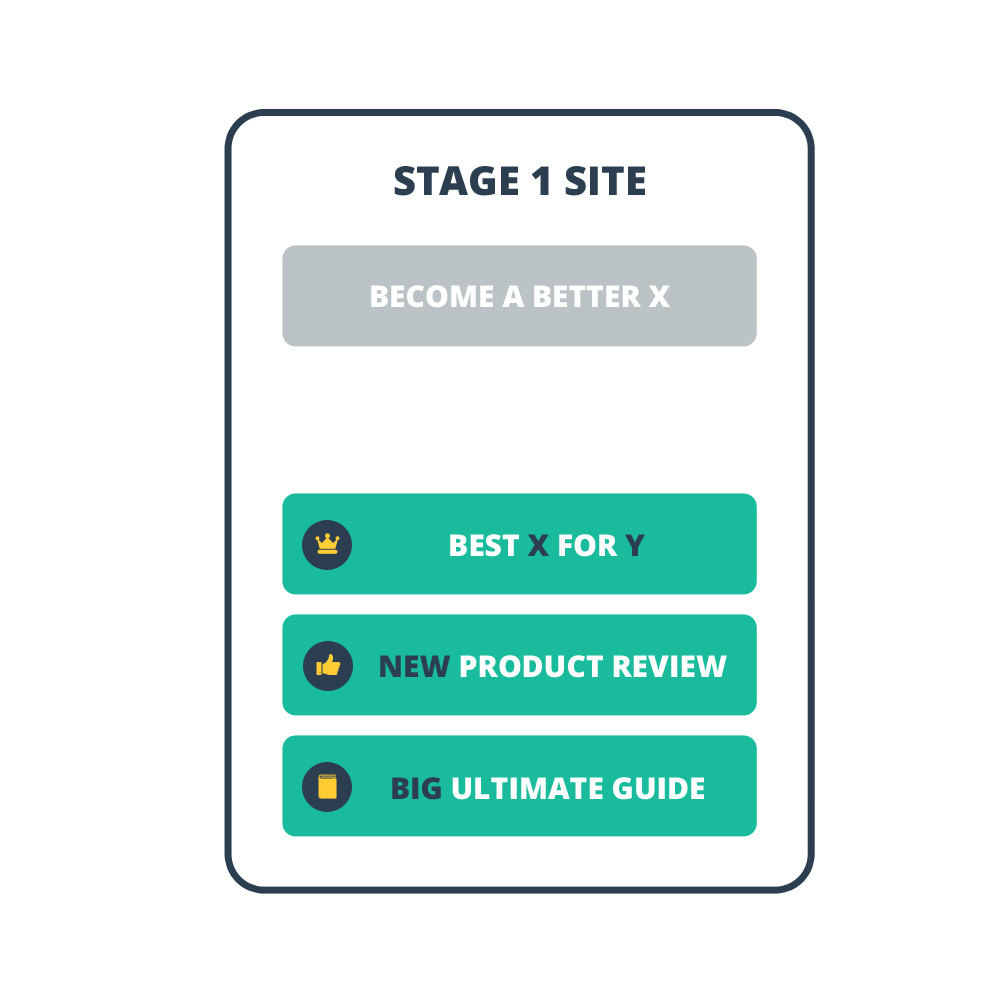 STAGE 1 SITE
BECOME A BETTER X
BEST X FOR Y
NEW PRODUCT REVIEW
BIG ULTIMATE GUIDE